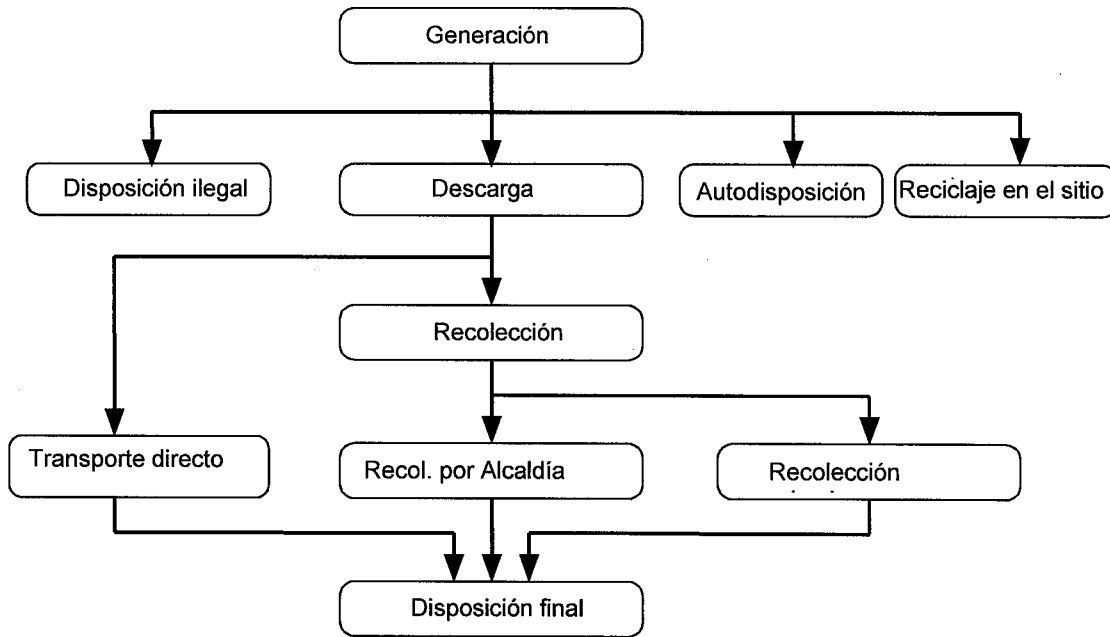 Generación
Disposición ilegal
Descarga
Autodisposición
Reciclaje en el sitio
Recolección
Transporte directo
Recol. por Alcaldía
Recolección
Disposición final